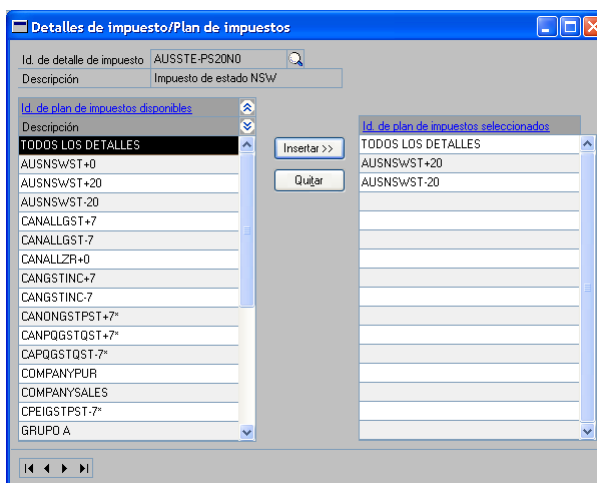 Detalles de impuesto/Plan de impuestos
Id. de detalle de impuesto AUSSTE-PS20N0
Descripción Impuesto de estado NSW
Id. de plan de impuestos disponibles
Descripción
TODOS LOS DETALLES
AUSNSWST+0
AUSNSWST+20
AUSNSWST-20
CANALLGST+7
CANALLGST-7
CANALLZR+0
CANGSTINC+7
CANGSTINC-7
CANONGSTPST+7*
CANPQGSTQST+7*
CAPQGSTQST-7*
COMPANYPUR
COMPANYSALES
CPEIGSTPST-7*
GRUPO A
Insertar >>
Quitar
Id. de plan de impuestos seleccionados
TODOS LOS DETALLES
AUSNSWST+20
AUSNSWST-20